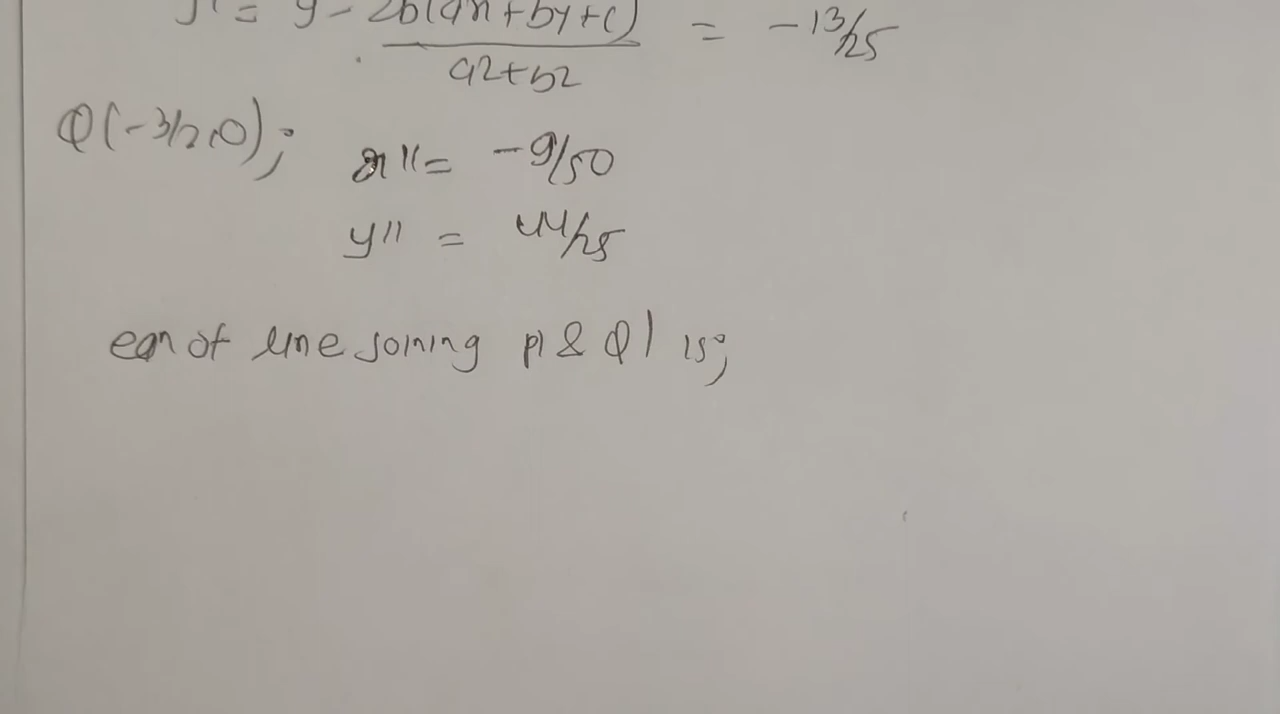 y' = y - 2b(ax+by+c) / a2+b2 = -13/25
Q(-3/2,0); x'' = -9/50
y'' = 44/25
eqn of line joining p' & Q' is;